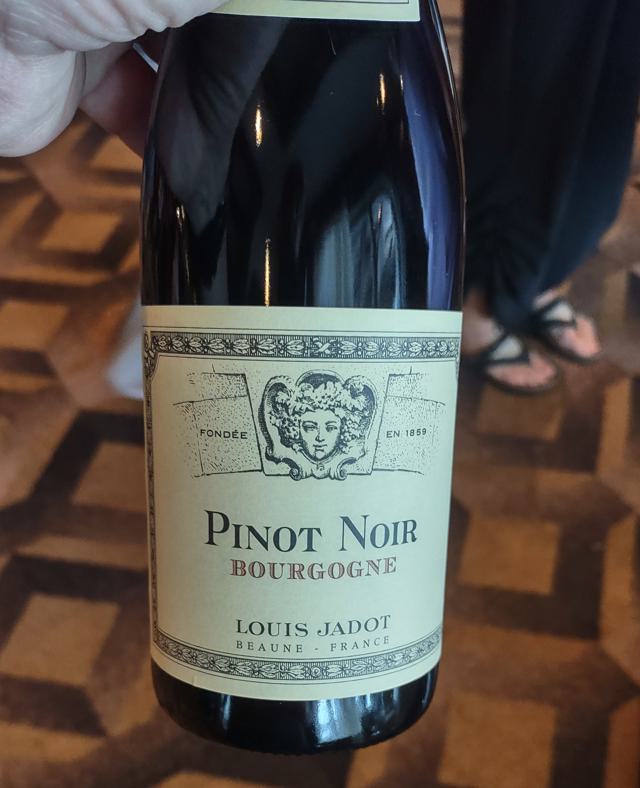 FONDÉE EN 1859
PINOT NOIR
BOURGOGNE
LOUIS JADOT
BEAUNE - FRANCE